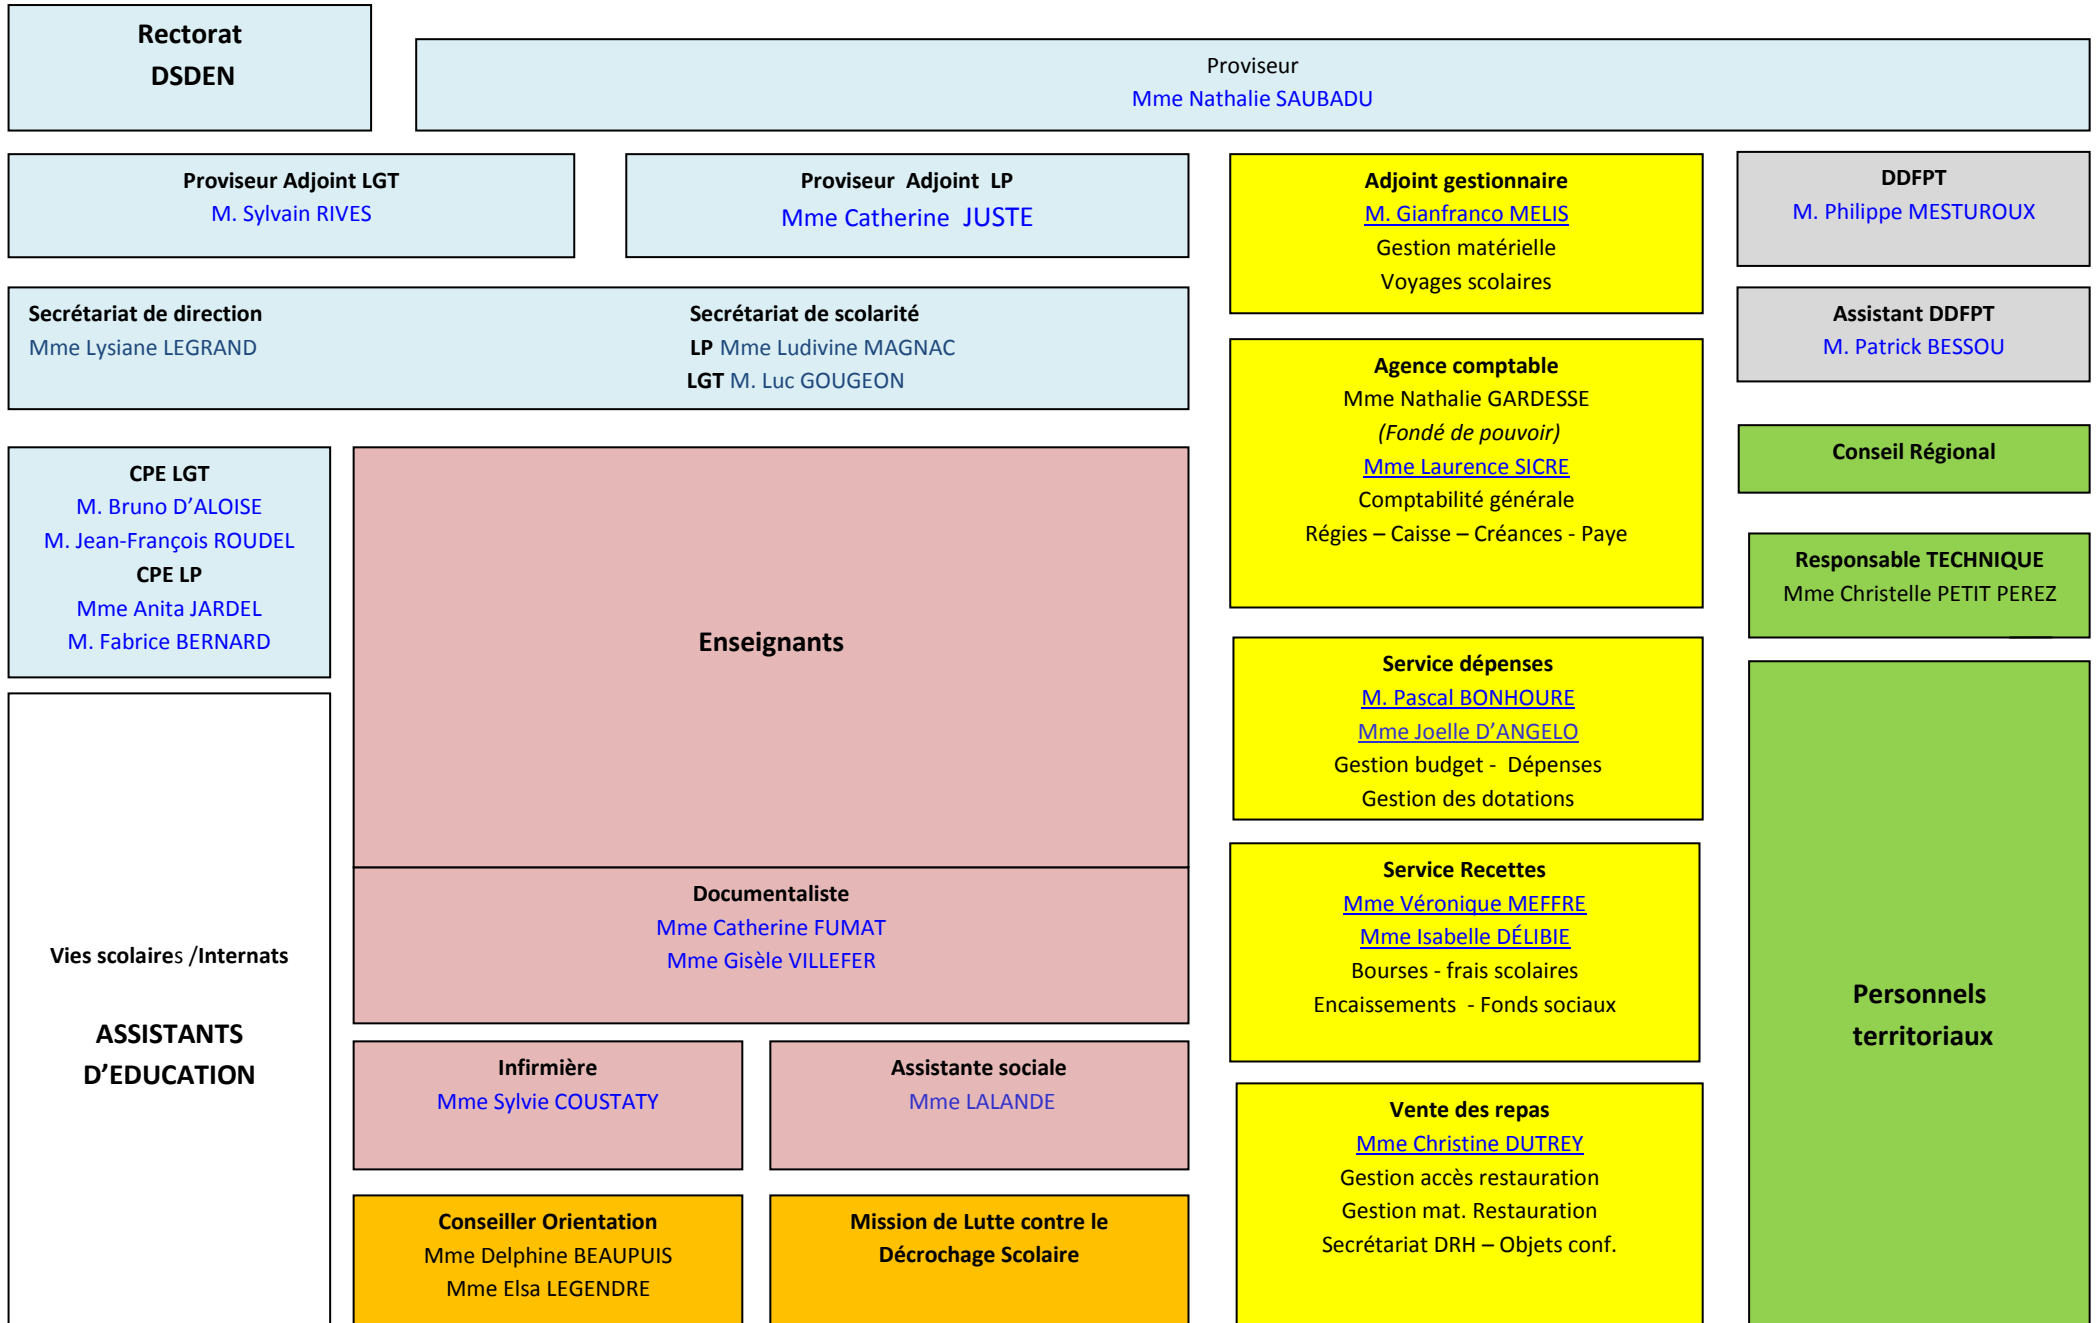 Rectorat
DSDEN
Proviseur
Mme Nathalie SAUBADU
Proviseur Adjoint LGT
M. Sylvain RIVES
Proviseur Adjoint LP
Mme Catherine JUSTE
Adjoint gestionnaire
M. Gianfranco MELIS
Gestion matérielle
Voyages scolaires
DDFPT
M. Philippe MESTUROUX
Secrétariat de direction
Mme Lysiane LEGRAND
Secrétariat de scolarité
LP Mme Ludivine MAGNAC
LGT M. Luc GOUGEON
Assistant DDFPT
M. Patrick BESSOU
Agence comptable
Mme Nathalie GARDESSE
(Fondé de pouvoir)
Mme Laurence SICRE
Comptabilité générale
Régies – Caisse – Créances - Paye
Conseil Régional
CPE LGT
M. Bruno D’ALOISE
M. Jean-François ROUDEL
CPE LP
Mme Anita JARDEL
M. Fabrice BERNARD
Enseignants
Responsable TECHNIQUE
Mme Christelle PETIT PEREZ
Service dépenses
M. Pascal BONHOURE
Mme Joelle D’ANGELO
Gestion budget - Dépenses
Gestion des dotations
Vies scolaires /Internats
ASSISTANTS
D’EDUCATION
Documentaliste
Mme Catherine FUMAT
Mme Gisèle VILLEFER
Service Recettes
Mme Véronique MEFFRE
Mme Isabelle DÉLIBIE
Bourses - frais scolaires
Encaissements - Fonds sociaux
Personnels
territoriaux
Infirmière
Mme Sylvie COUSTATY
Assistante sociale
Mme LALANDE
Vente des repas
Mme Christine DUTREY
Gestion accès restauration
Gestion mat. Restauration
Secrétariat DRH – Objets conf.
Conseiller Orientation
Mme Delphine BEAUPUIS
Mme Elsa LEGENDRE
Mission de Lutte contre le
Décrochage Scolaire